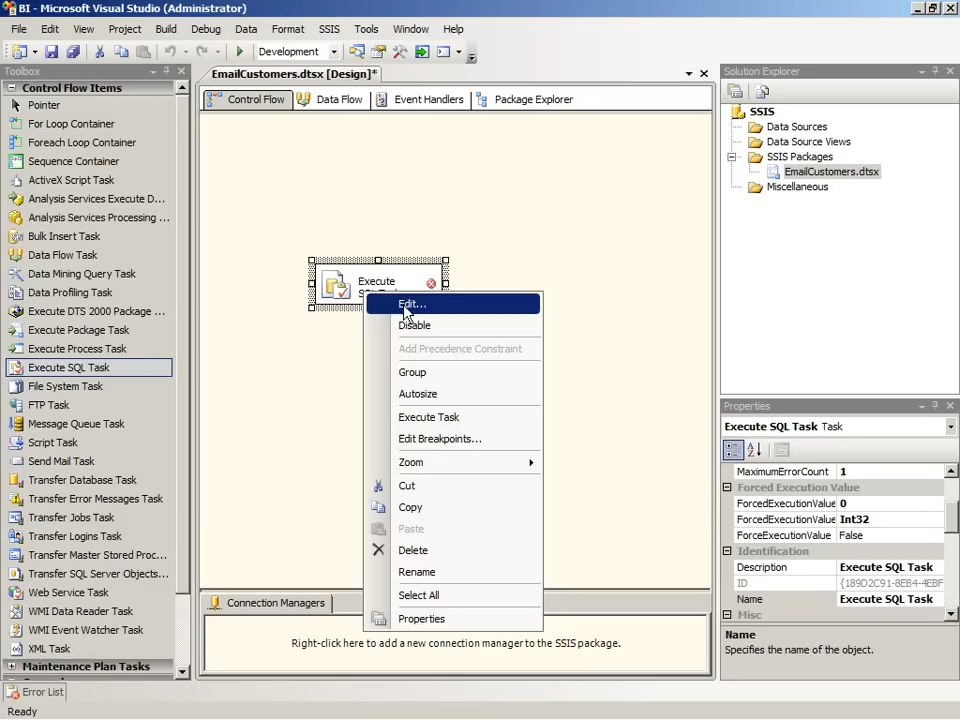 BI - Microsoft Visual Studio (Administrator)
File Edit View Project Build Debug Data Format SSIS Tools Window Help
Development
Toolbox
Control Flow Items
Pointer
For Loop Container
Foreach Loop Container
Sequence Container
ActiveX Script Task
Analysis Services Execute D...
Analysis Services Processing ...
Bulk Insert Task
Data Flow Task
Data Mining Query Task
Data Profiling Task
Execute DTS 2000 Package ...
Execute Package Task
Execute Process Task
Execute SQL Task
File System Task
FTP Task
Message Queue Task
Script Task
Send Mail Task
Transfer Database Task
Transfer Error Messages Task
Transfer Jobs Task
Transfer Logins Task
Transfer Master Stored Proc...
Transfer SQL Server Objects...
Web Service Task
WMI Data Reader Task
WMI Event Watcher Task
XML Task
Maintenance Plan Tasks
EmailCustomers.dtsx [Design]*
Control Flow Data Flow Event Handlers Package Explorer
Execute
Edit...
Disable
Add Precedence Constraint
Group
Autosize
Execute Task
Edit Breakpoints...
Zoom
Cut
Copy
Paste
Delete
Rename
Select All
Properties
Connection Managers
Right-click here to add a new connection manager to the SSIS package.
Solution Explorer
SSIS
Data Sources
Data Source Views
SSIS Packages
EmailCustomers.dtsx
Miscellaneous
Properties
Execute SQL Task Task
MaximumErrorCount 1
Forced Execution Value
ForcedExecutionValue 0
ForcedExecutionValue Int32
ForceExecutionValue False
Identification
Description Execute SQL Task
ID {189D2C91-8EB4-4EBF
Name Execute SQL Task
Misc
Name
Specifies the name of the object.
Error List
Ready